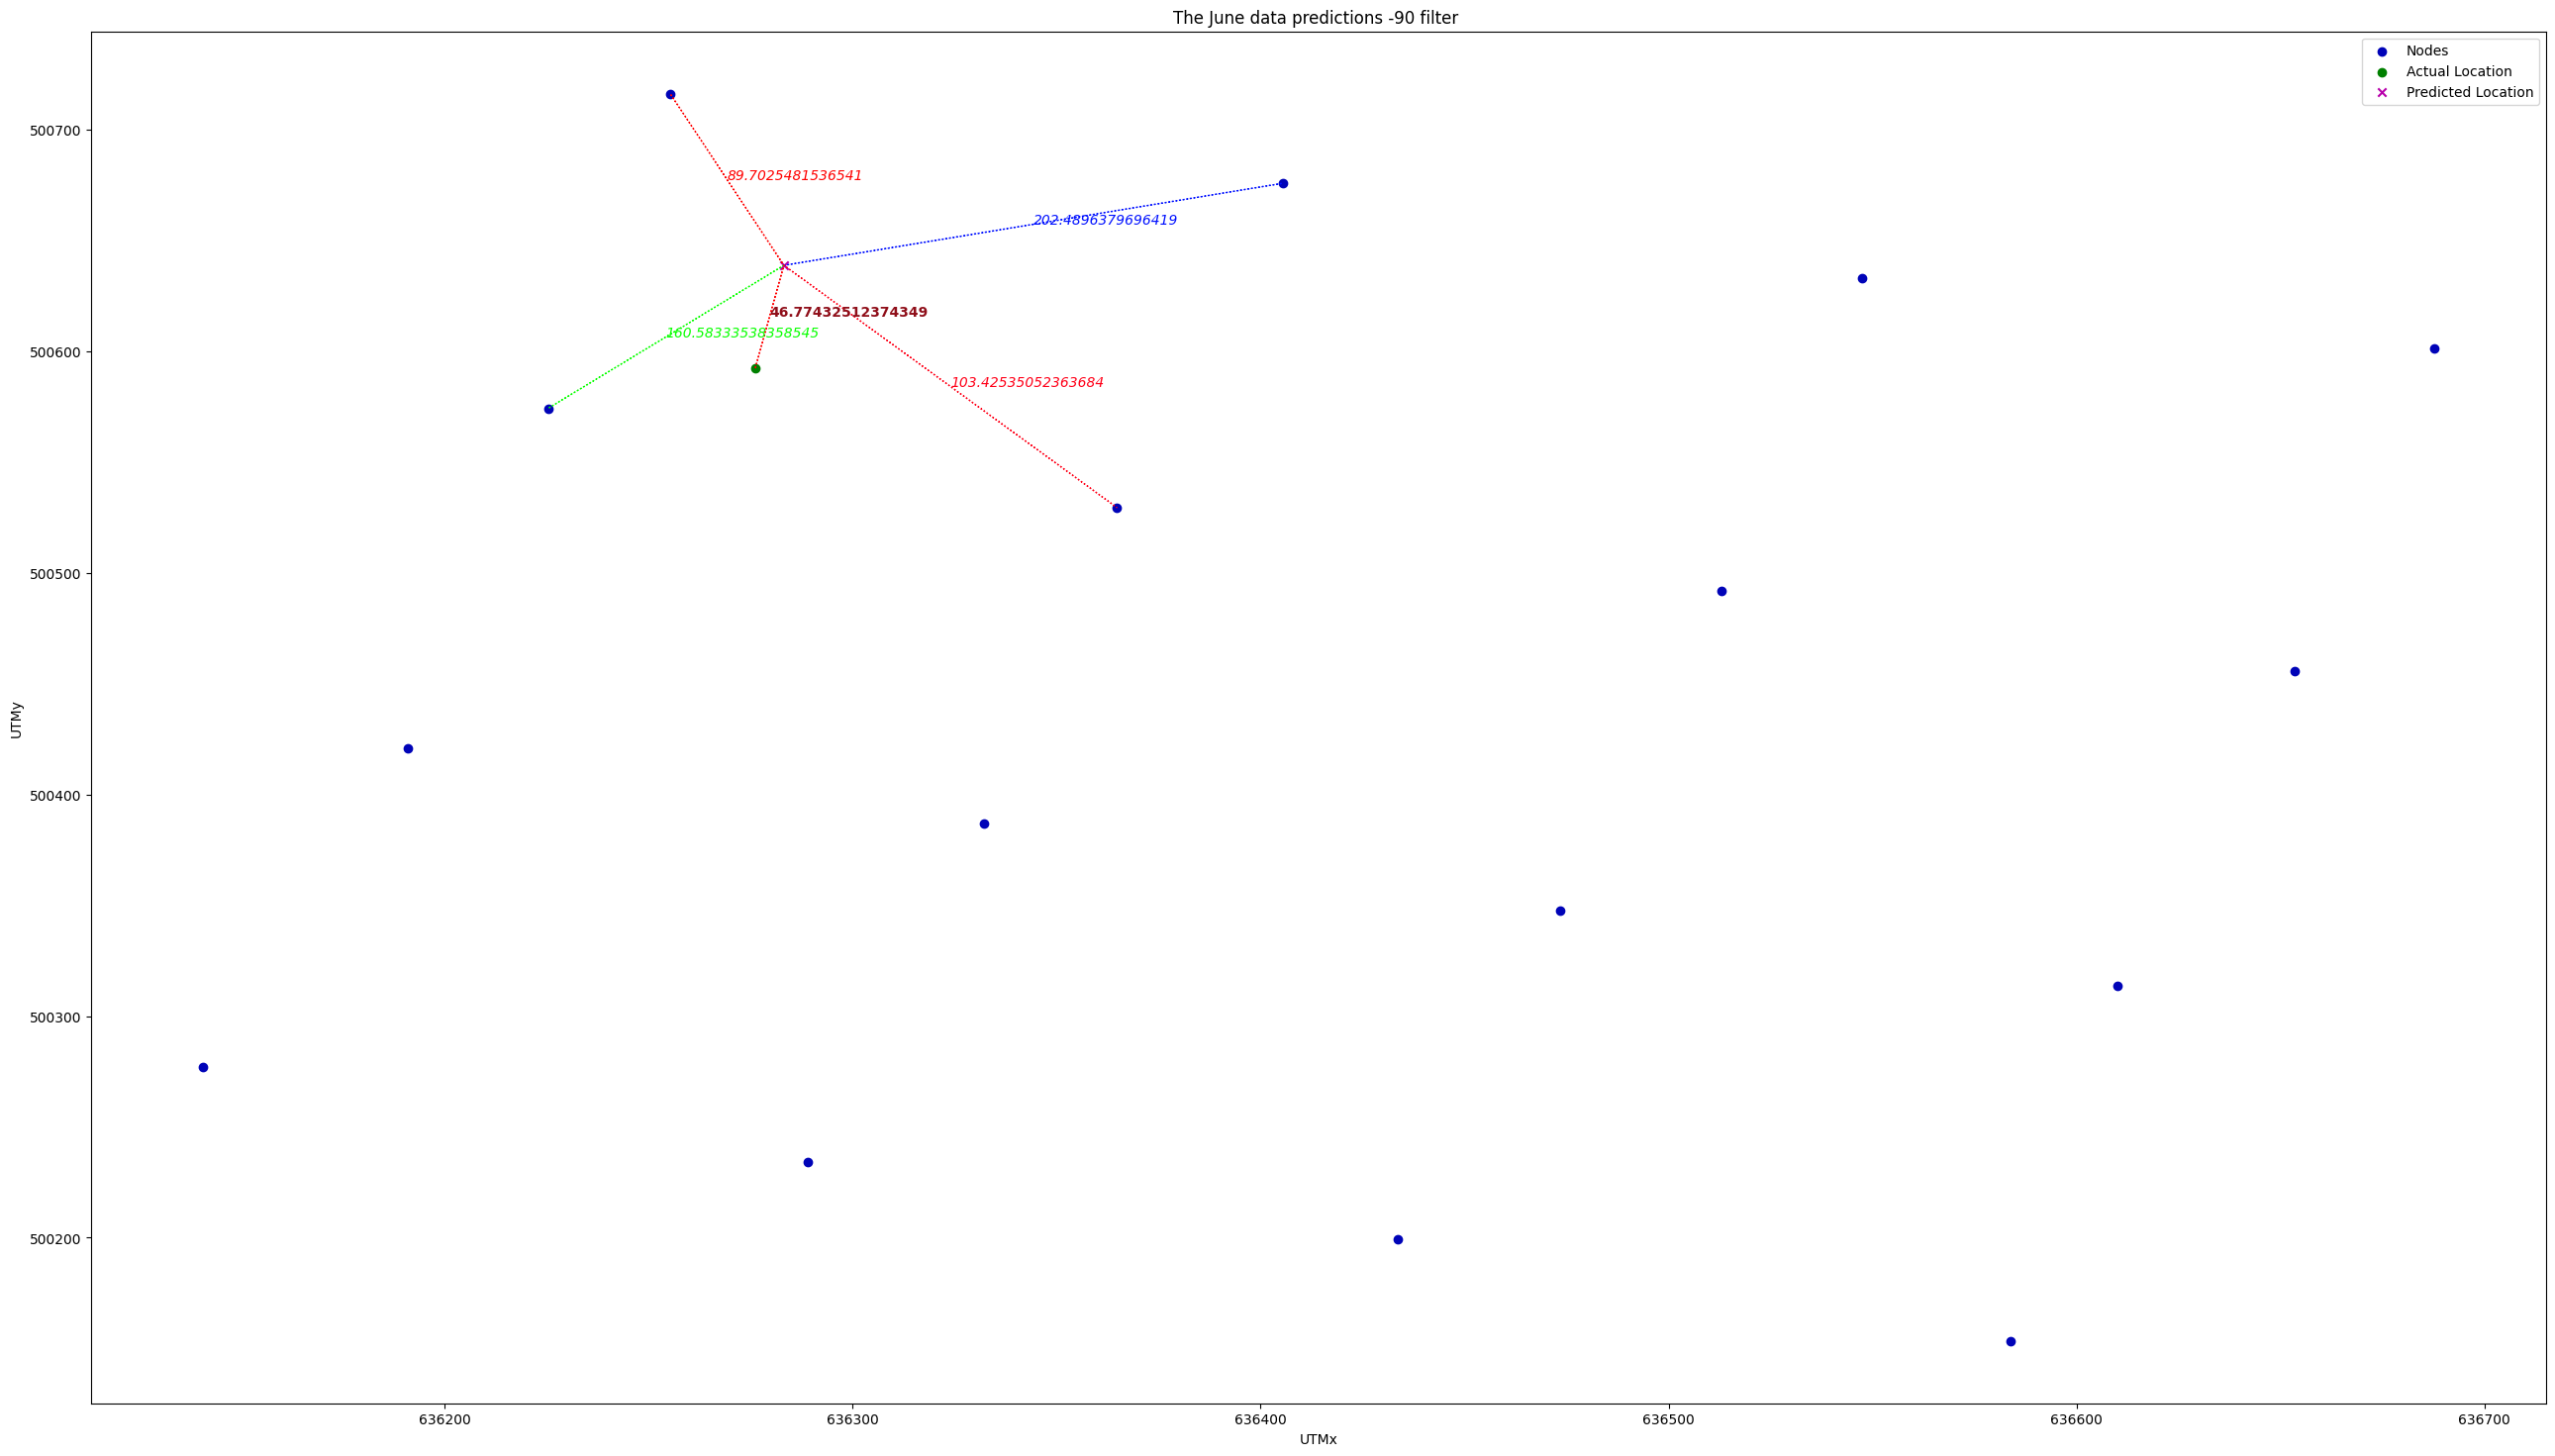 The June data predictions -90 filter
Nodes
Actual Location
Predicted Location
89.7025481536541
202.4896379696419
46.77432512374349
160.58333538358545
103.42535052363684
500700
500600
500500
500400
500300
500200
UTMy
636200
636300
636400
636500
636600
636700
UTMx